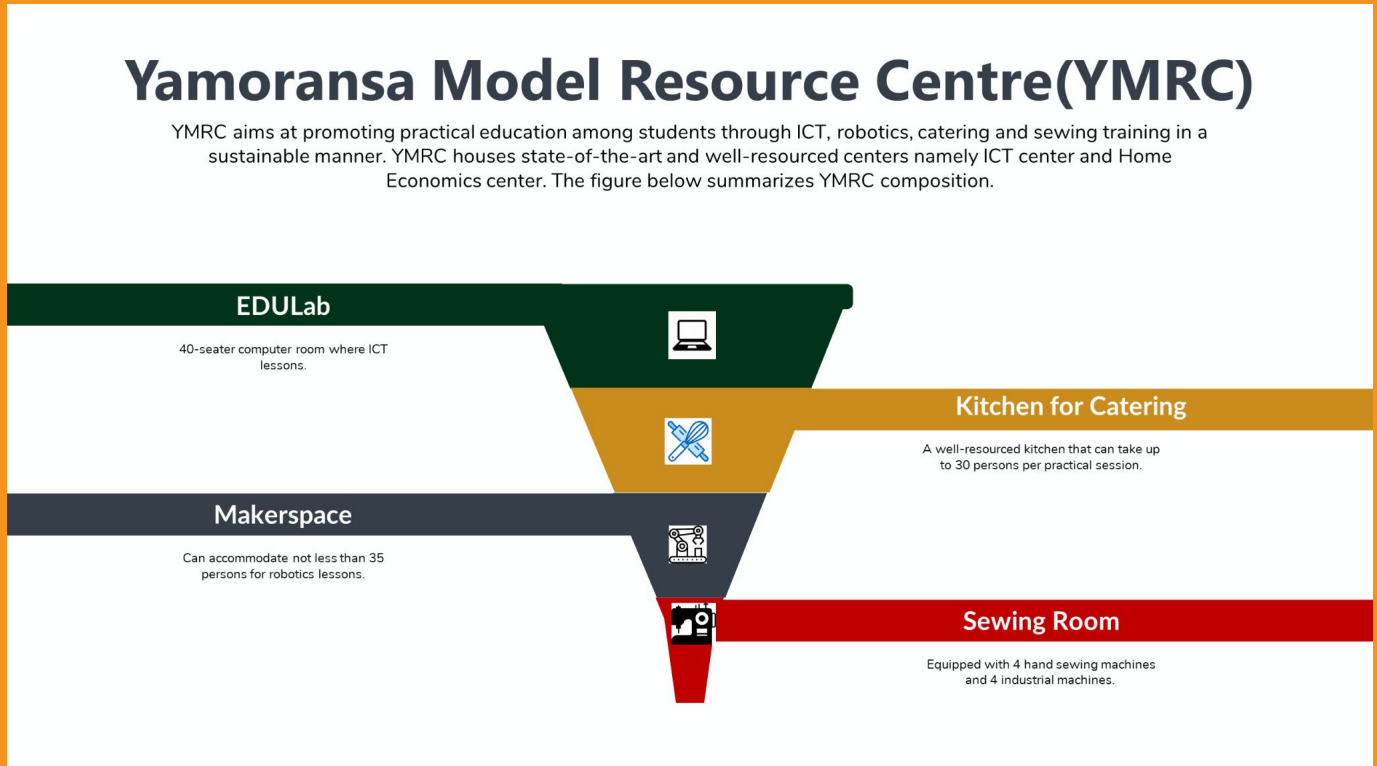 Yamoransa Model Resource Centre(YMRC)
YMRC aims at promoting practical education among students through ICT, robotics, catering and sewing training in a
sustainable manner. YMRC houses state-of-the-art and well-resourced centers namely ICT center and Home
Economics center. The figure below summarizes YMRC composition.
EDULab
40-seater computer room where ICT
lessons.
Kitchen for Catering
A well-resourced kitchen that can take up
to 30 persons per practical session.
Makerspace
Can accommodate not less than 35
persons for robotics lessons.
Sewing Room
Equipped with 4 hand sewing machines
and 4 industrial machines.